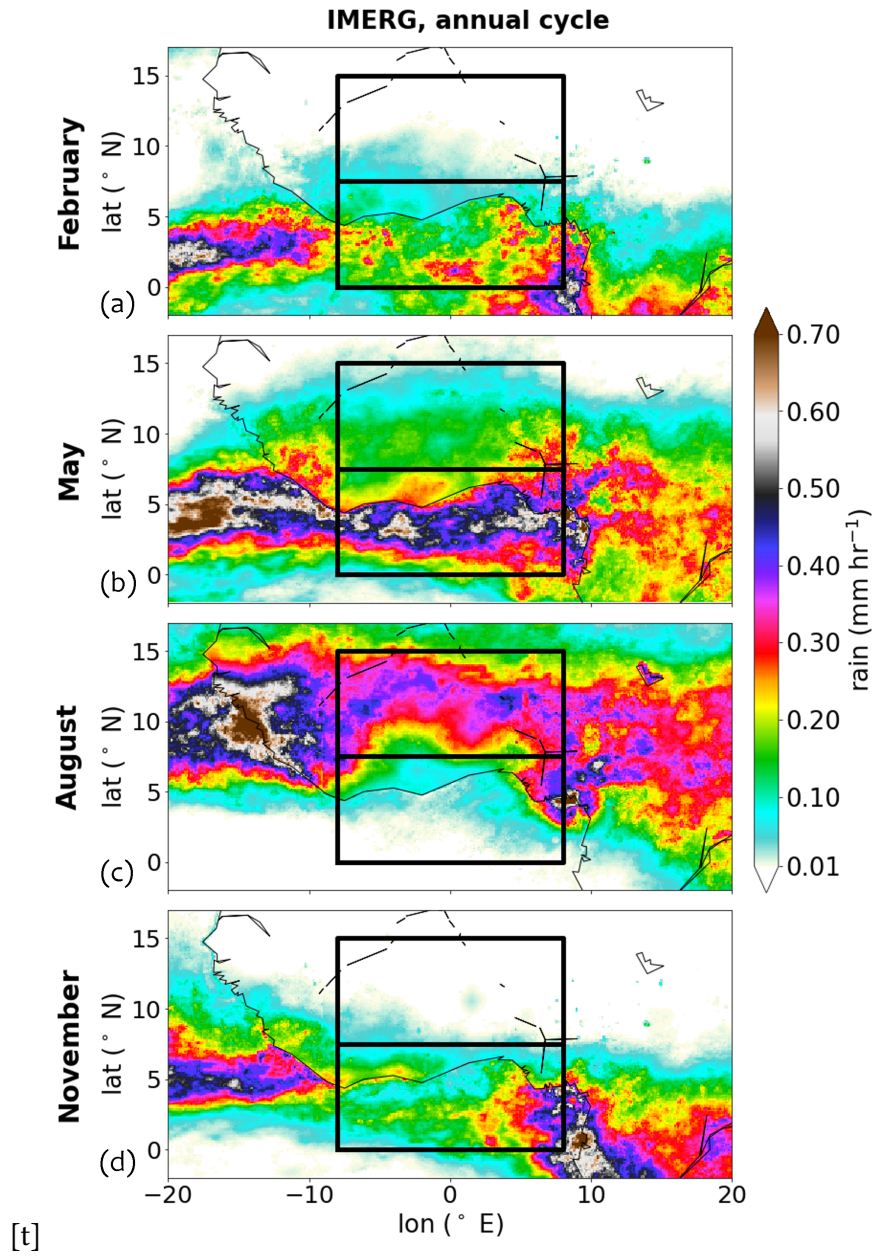 IMERG, annual cycle
February
lat (° N)
15
10
5
0
(a)
May
lat (° N)
15
10
5
0
(b)
August
lat (° N)
15
10
5
0
(c)
November
lat (° N)
15
10
5
0
(d)
−20
−10
0
10
20
lon (° E)
0.70
0.60
0.50
0.40
0.30
0.20
0.10
0.01
rain (mm hr⁻¹)
[t]